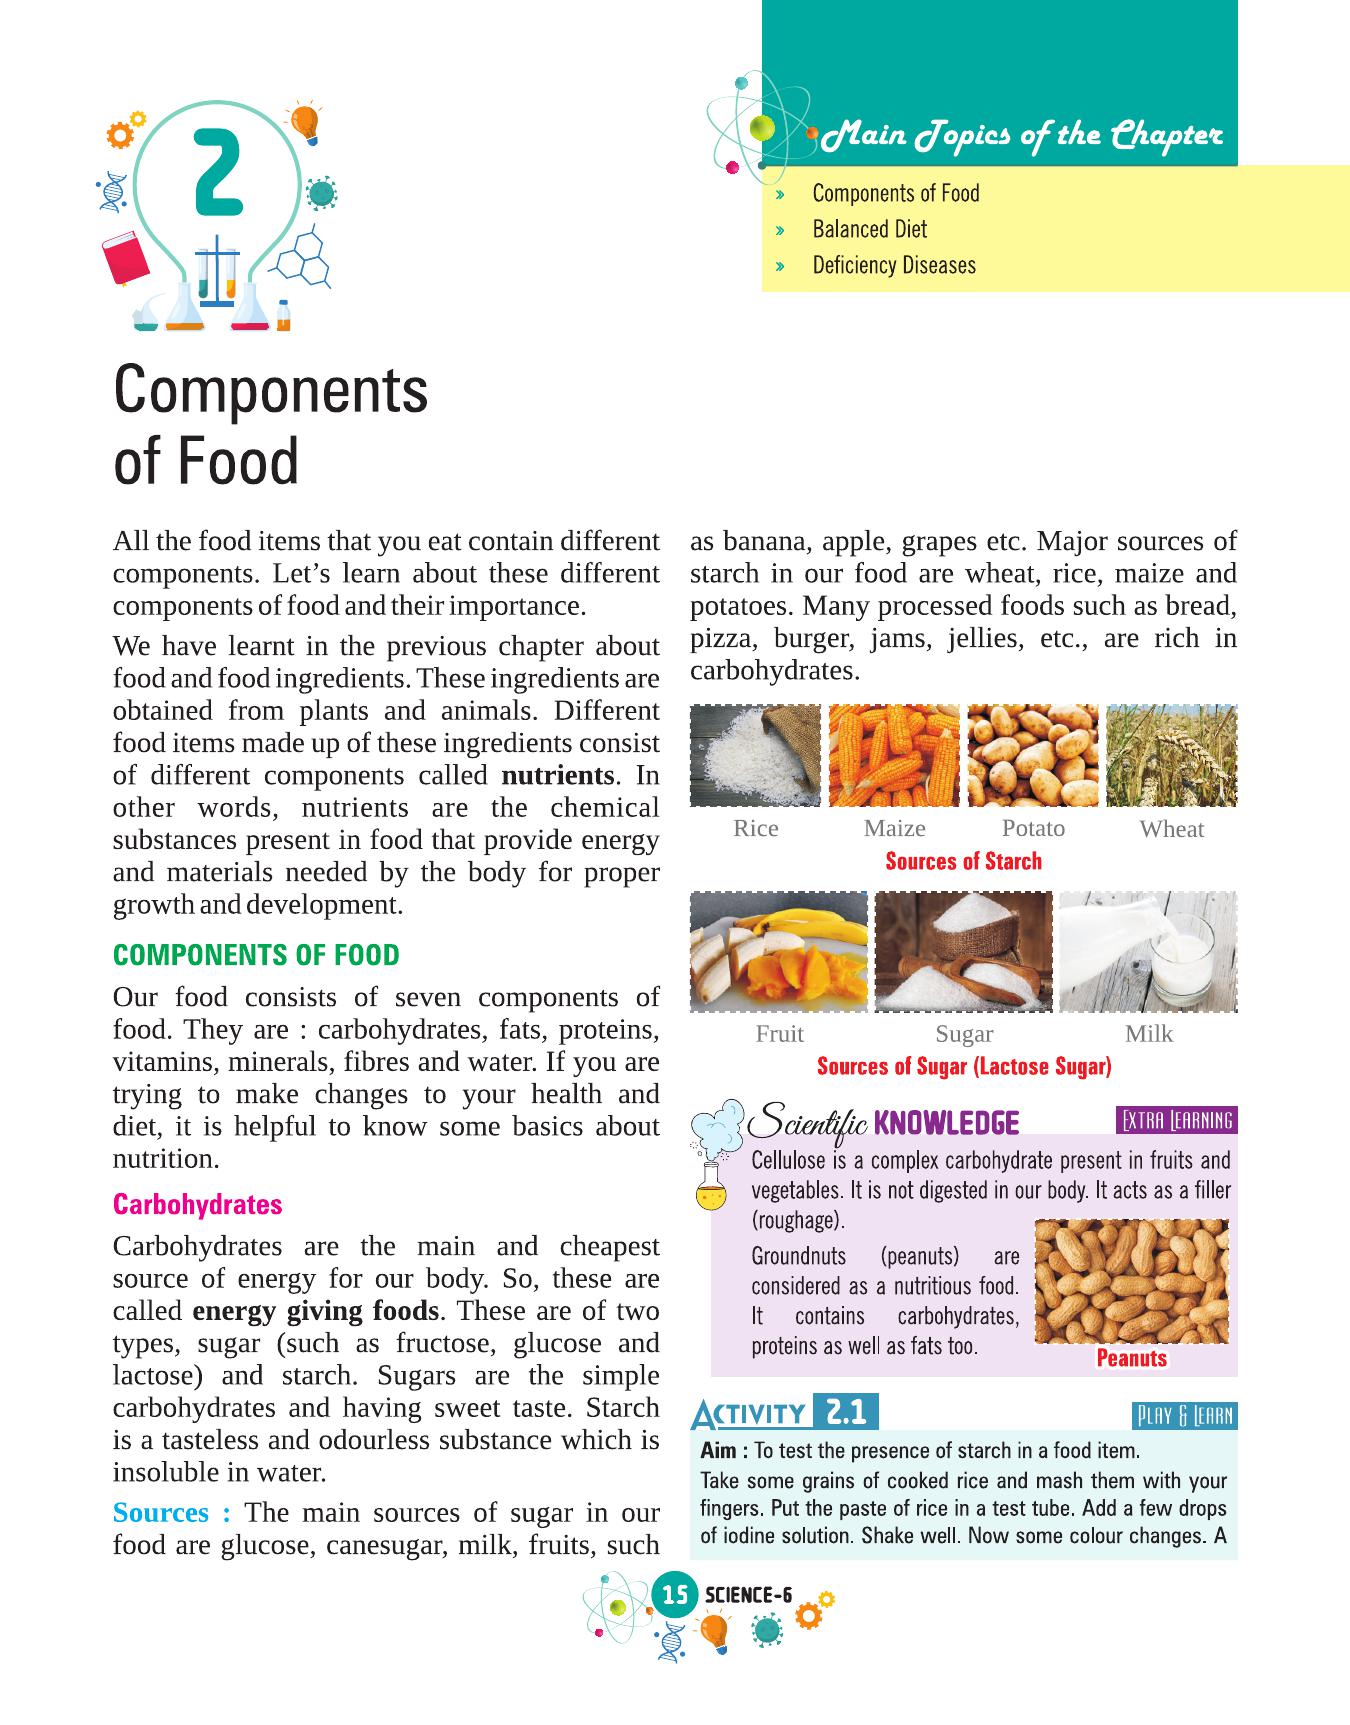 2
Main Topics of the Chapter
» Components of Food
» Balanced Diet
» Deficiency Diseases
Components
of Food
All the food items that you eat contain different
components. Let’s learn about these different
components of food and their importance.
We have learnt in the previous chapter about
food and food ingredients. These ingredients are
obtained from plants and animals. Different
food items made up of these ingredients consist
of different components called nutrients. In
other words, nutrients are the chemical
substances present in food that provide energy
and materials needed by the body for proper
growth and development.
COMPONENTS OF FOOD
Our food consists of seven components of
food. They are : carbohydrates, fats, proteins,
vitamins, minerals, fibres and water. If you are
trying to make changes to your health and
diet, it is helpful to know some basics about
nutrition.
Carbohydrates
Carbohydrates are the main and cheapest
source of energy for our body. So, these are
called energy giving foods. These are of two
types, sugar (such as fructose, glucose and
lactose) and starch. Sugars are the simple
carbohydrates and having sweet taste. Starch
is a tasteless and odourless substance which is
insoluble in water.
Sources : The main sources of sugar in our
food are glucose, canesugar, milk, fruits, such
as banana, apple, grapes etc. Major sources of
starch in our food are wheat, rice, maize and
potatoes. Many processed foods such as bread,
pizza, burger, jams, jellies, etc., are rich in
carbohydrates.
Rice Maize Potato Wheat
Sources of Starch
Fruit Sugar Milk
Sources of Sugar (Lactose Sugar)
Scientific KNOWLEDGE EXTRA LEARNING
Cellulose is a complex carbohydrate present in fruits and
vegetables. It is not digested in our body. It acts as a filler
(roughage).
Groundnuts (peanuts) are
considered as a nutritious food.
It contains carbohydrates,
proteins as well as fats too.
Peanuts
ACTIVITY 2.1 PLAY & LEARN
Aim : To test the presence of starch in a food item.
Take some grains of cooked rice and mash them with your
fingers. Put the paste of rice in a test tube. Add a few drops
of iodine solution. Shake well. Now some colour changes. A
15 SCIENCE-6